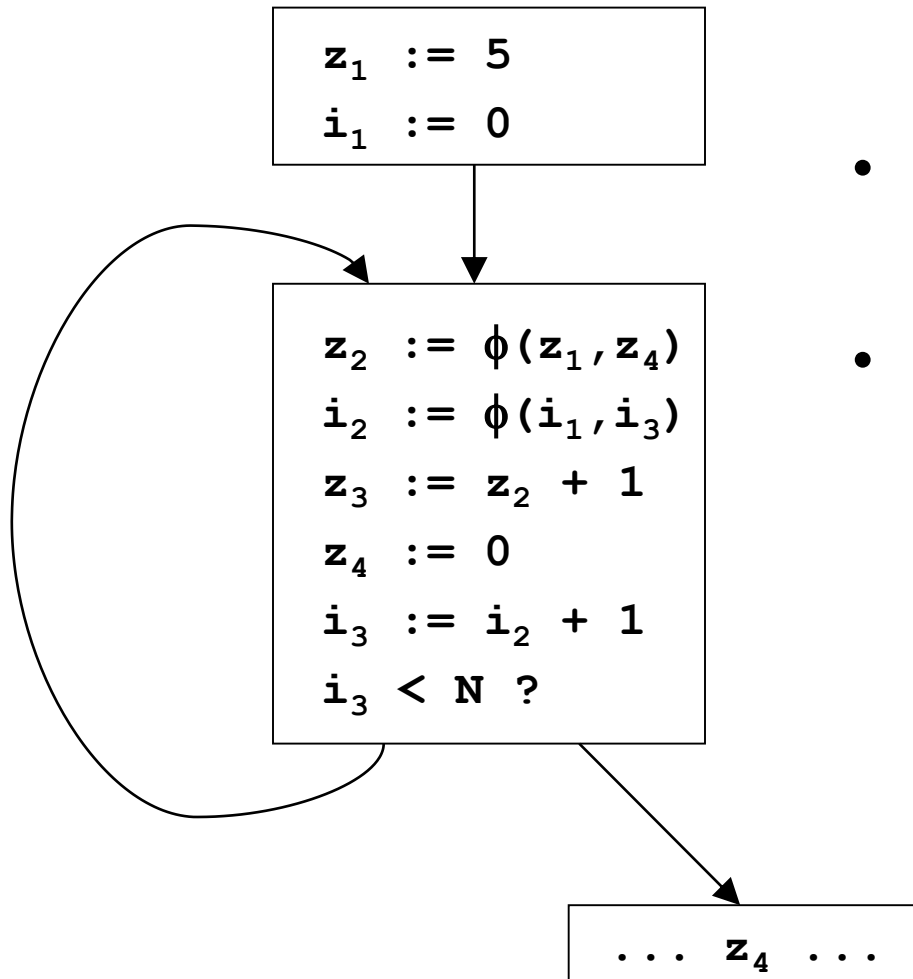 z₁ := 5
i₁ := 0
•
z₂ := ϕ(z₁,z₄)
•
i₂ := ϕ(i₁,i₃)
z₃ := z₂ + 1
z₄ := 0
i₃ := i₂ + 1
i₃ < N ?
... z₄ ...